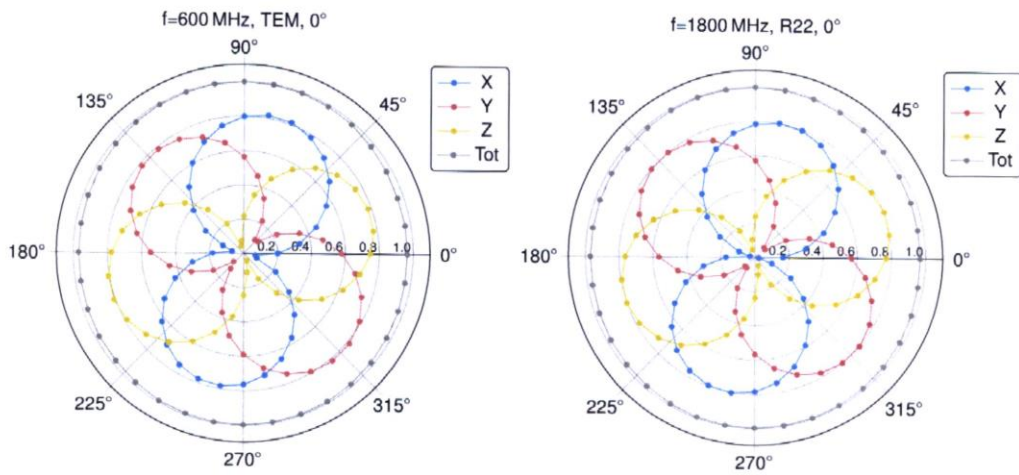 f=600 MHz, TEM, 0°
90°
135°
45°
X
Y
Z
Tot
180°
0.2 0.4 0.6 0.3 1.0
0°
225°
315°
270°
f=1800 MHz, R22, 0°
90°
135°
45°
X
Y
Z
Tot
180°
0.2 0.4 0.6 0.8 1.0
0°
225°
315°
270°